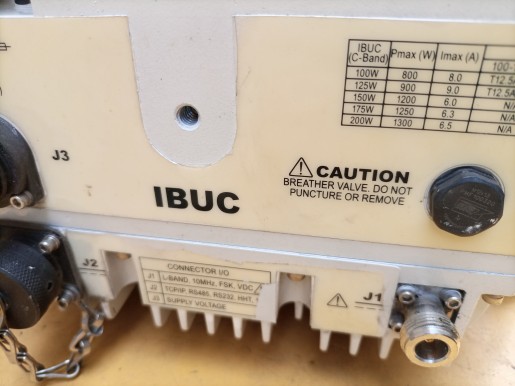 IBUC (C-Band) Pmax (W) Imax (A) 100-
100W 800 8.0 T12.5A
125W 900 9.0 T12.5A
150W 1200 6.0 N/A
175W 1250 6.3 N/A
200W 1300 6.5 N/A
J3
CAUTION
BREATHER VALVE. DO NOT
PUNCTURE OR REMOVE
IBUC
J2
CONNECTOR I/O
J1 L-BAND, 10MHz, FSK, VDC
J2 TCP/IP, RS485, RS232, HHT,
J3 SUPPLY VOLTAGE
J1